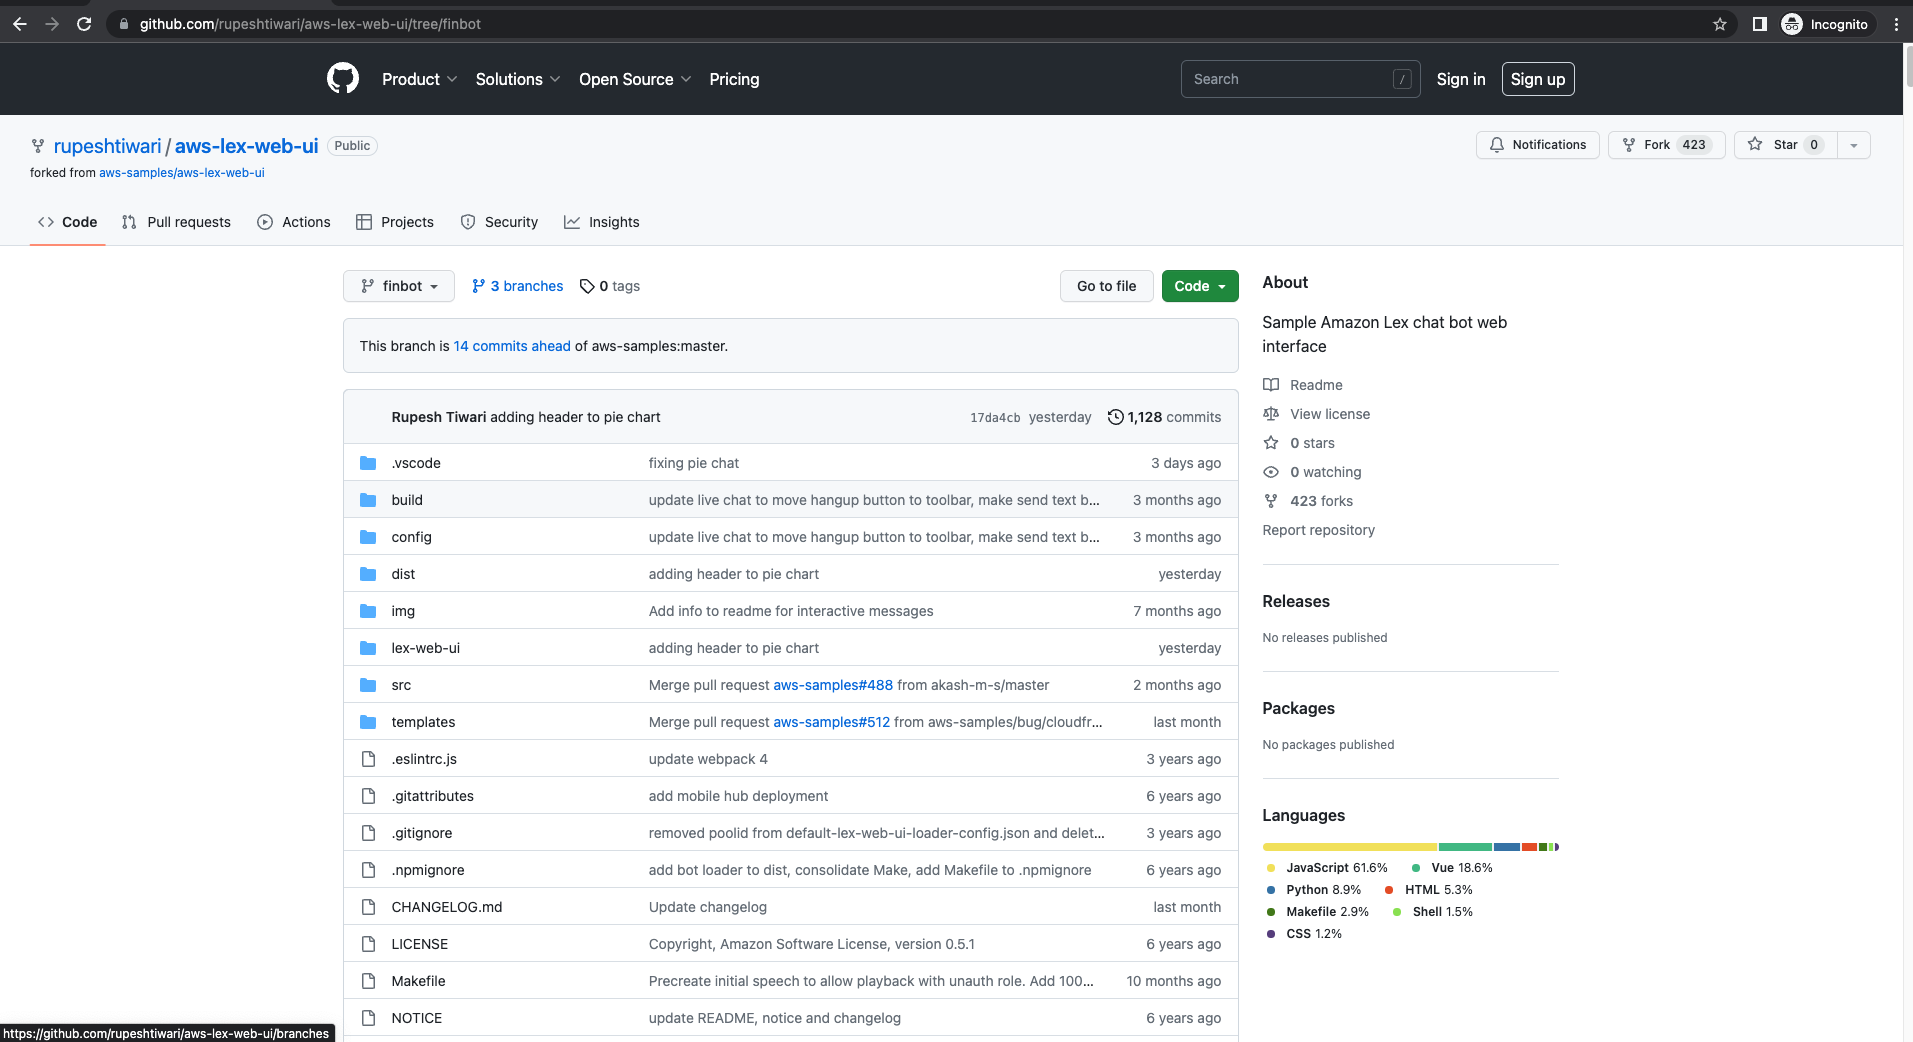 github.com/rupeshtiwari/aws-lex-web-ui/tree/finbot
Incognito
Product Solutions Open Source Pricing
Search / Sign in Sign up
rupeshtiwari / aws-lex-web-ui Public
Notifications Fork 423 Star 0
forked from aws-samples/aws-lex-web-ui
Code Pull requests Actions Projects Security Insights
finbot 3 branches 0 tags Go to file Code
This branch is 14 commits ahead of aws-samples:master.
Rupesh Tiwari adding header to pie chart 17da4cb yesterday 1,128 commits
.vscode fixing pie chat 3 days ago
build update live chat to move hangup button to toolbar, make send text b... 3 months ago
config update live chat to move hangup button to toolbar, make send text b... 3 months ago
dist adding header to pie chart yesterday
img Add info to readme for interactive messages 7 months ago
lex-web-ui adding header to pie chart yesterday
src Merge pull request aws-samples#488 from akash-m-s/master 2 months ago
templates Merge pull request aws-samples#512 from aws-samples/bug/cloudfr... last month
.eslintrc.js update webpack 4 3 years ago
.gitattributes add mobile hub deployment 6 years ago
.gitignore removed poolid from default-lex-web-ui-loader-config.json and delet... 3 years ago
.npmignore add bot loader to dist, consolidate Make, add Makefile to .npmignore 6 years ago
CHANGELOG.md Update changelog last month
LICENSE Copyright, Amazon Software License, version 0.5.1 6 years ago
Makefile Precreate initial speech to allow playback with unauth role. Add 100... 10 months ago
NOTICE update README, notice and changelog 6 years ago
About
Sample Amazon Lex chat bot web
interface
Readme
View license
0 stars
0 watching
423 forks
Report repository
Releases
No releases published
Packages
No packages published
Languages
JavaScript 61.6% Vue 18.6%
Python 8.9% HTML 5.3%
Makefile 2.9% Shell 1.5%
CSS 1.2%
https://github.com/rupeshtiwari/aws-lex-web-ui/branches